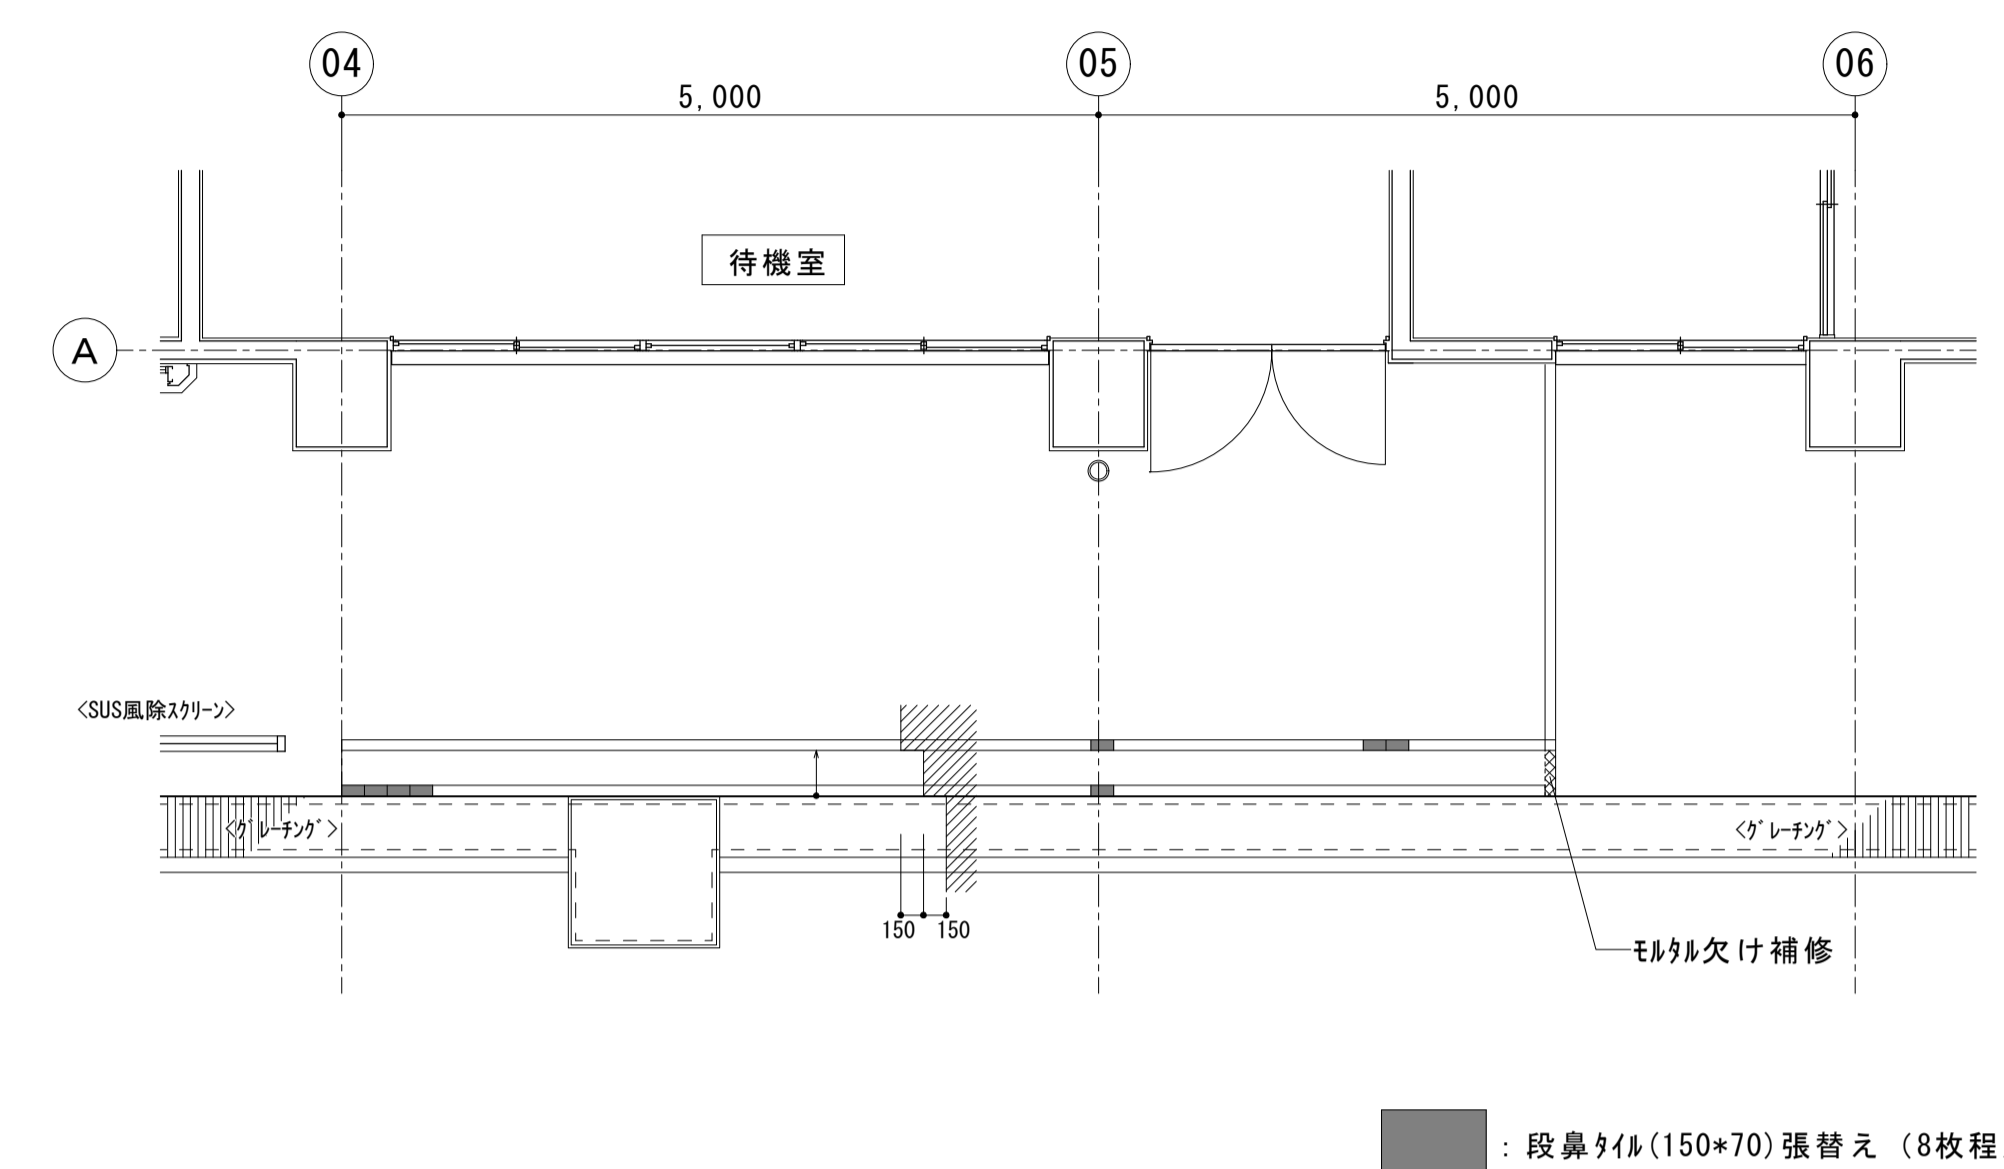 04 05 06
5,000 5,000
待機室
A
<SUS風除ｽｸﾘｰﾝ>
<ｸﾞﾚｰﾁﾝｸﾞ> <ｸﾞﾚｰﾁﾝｸﾞ>
150 150
ﾓﾙﾀﾙ欠け補修
: 段鼻ﾀｲﾙ(150*70)張替え (8枚程